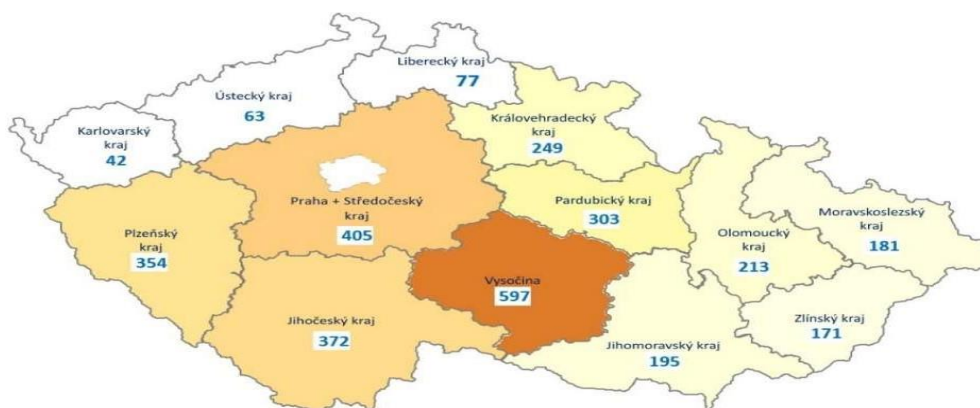 Liberecký kraj
77
Ústecký kraj
63
Královehradecký
kraj
249
Karlovarský
kraj
42
Praha + Středočeský
kraj
405
Pardubický kraj
303
Moravskoslezský
kraj
181
Plzeňský
kraj
354
Olomoucký
kraj
213
Vysočina
597
Jihočeský kraj
372
Zlínský kraj
171
Jihomoravský kraj
195